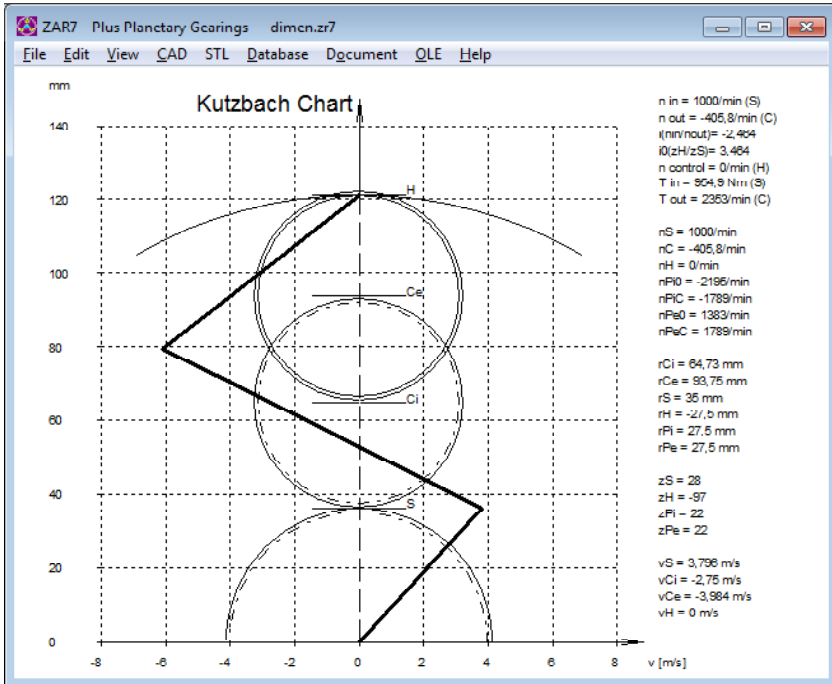 ZAR7 Plus Planetary Gearings dimcn.zr7
File Edit View CAD STL Database Document OLE Help
mm
Kutzbach Chart
140
120
100
80
60
40
20
0
H
Ce
Ci
S
-8 -6 -4 -2 0 2 4 6 8 v [m/s]
n in = 1000/min (S)
n out = -405,8/min (C)
i(nin/nout)= -2,464
i0(zH/zS)= 3,464
n control = 0/min (H)
T in = 954,9 Nm (S)
T out = 2353/min (C)
nS = 1000/min
nC = -405,8/min
nH = 0/min
nPi0 = -2195/min
nPiC = -1789/min
nPe0 = 1383/min
nPeC = 1789/min
rCi = 64,73 mm
rCe = 93,75 mm
rS = 35 mm
rH = -27,5 mm
rPi = 27,5 mm
rPe = 27,5 mm
zS = 28
zH = -97
zPi = 22
zPe = 22
vS = 3,796 m/s
vCi = -2,75 m/s
vCe = -3,984 m/s
vH = 0 m/s